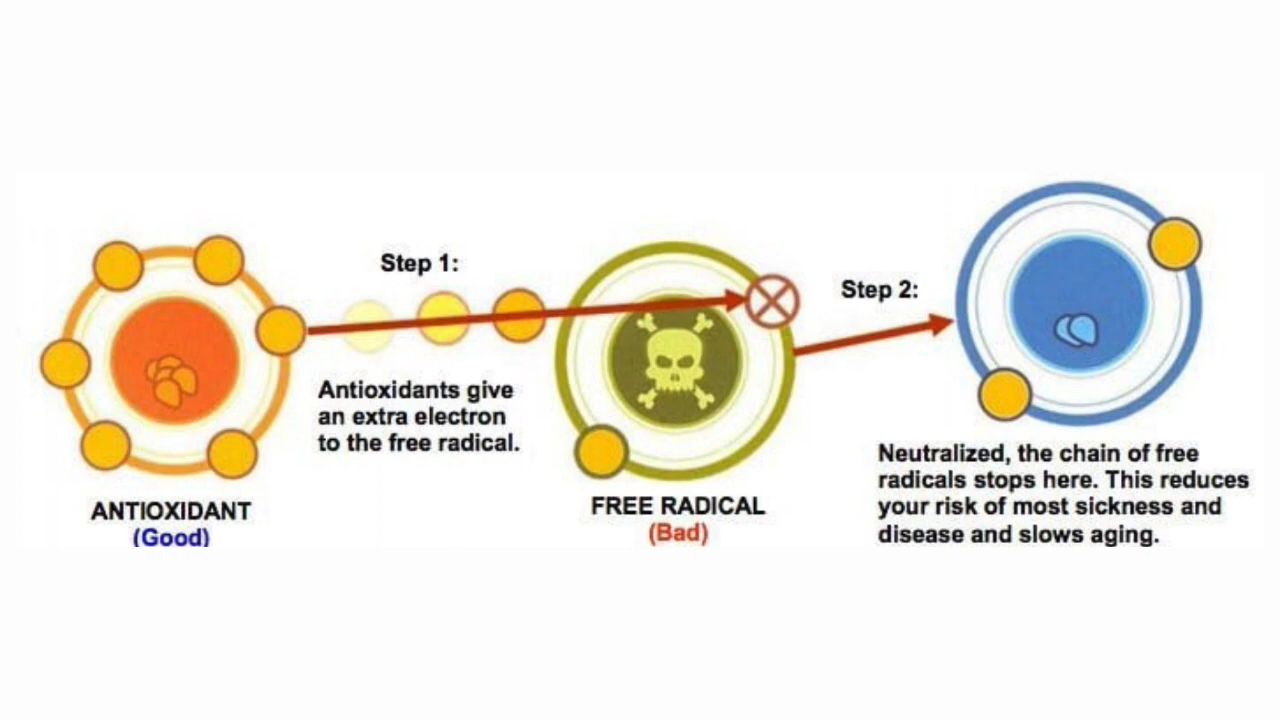 Step 1:
Antioxidants give
an extra electron
to the free radical.
ANTIOXIDANT
(Good)
FREE RADICAL
(Bad)
Step 2:
Neutralized, the chain of free
radicals stops here. This reduces
your risk of most sickness and
disease and slows aging.